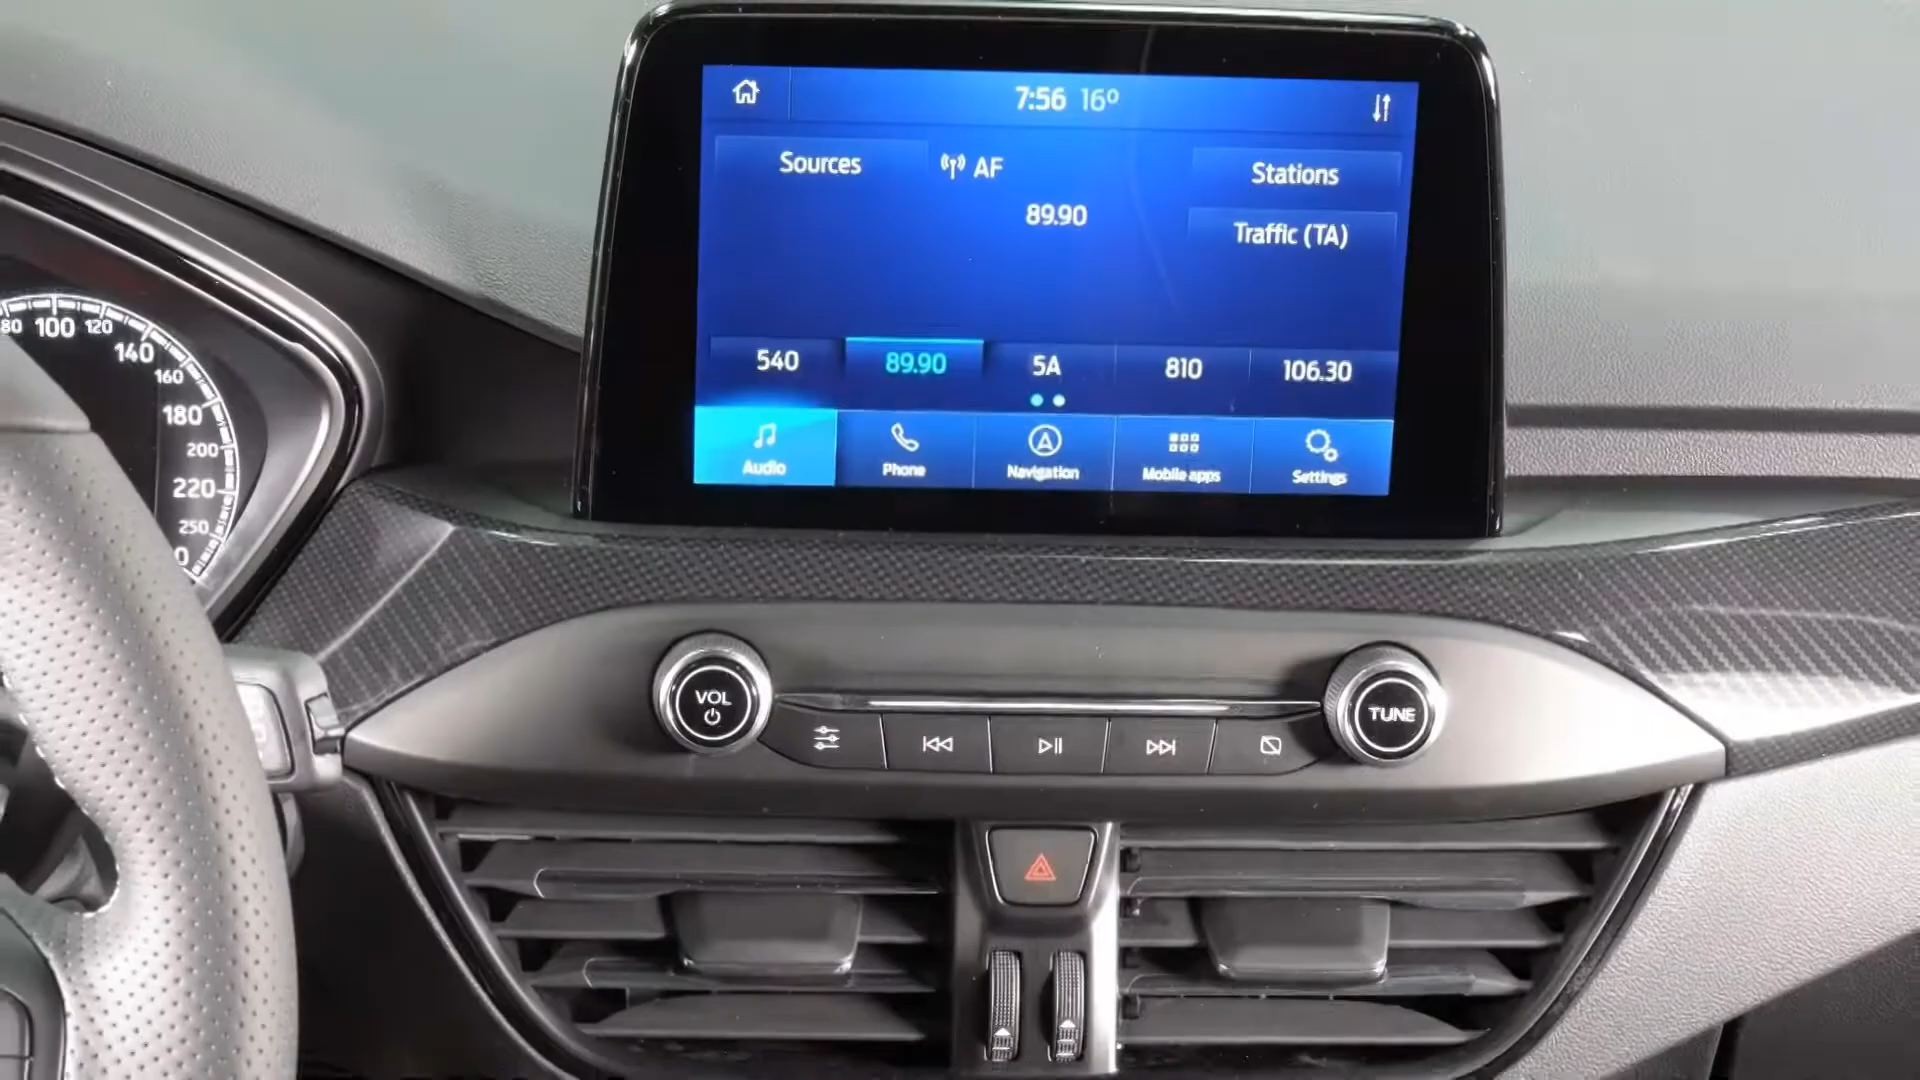 7:56 16º
Sources
AF
Stations
89.90
Traffic (TA)
540 89.90 5A 810 106.30
Audio Phone Navigation Mobile apps Settings
80 100 120
140
160
180
200
220
250
VOL
TUNE